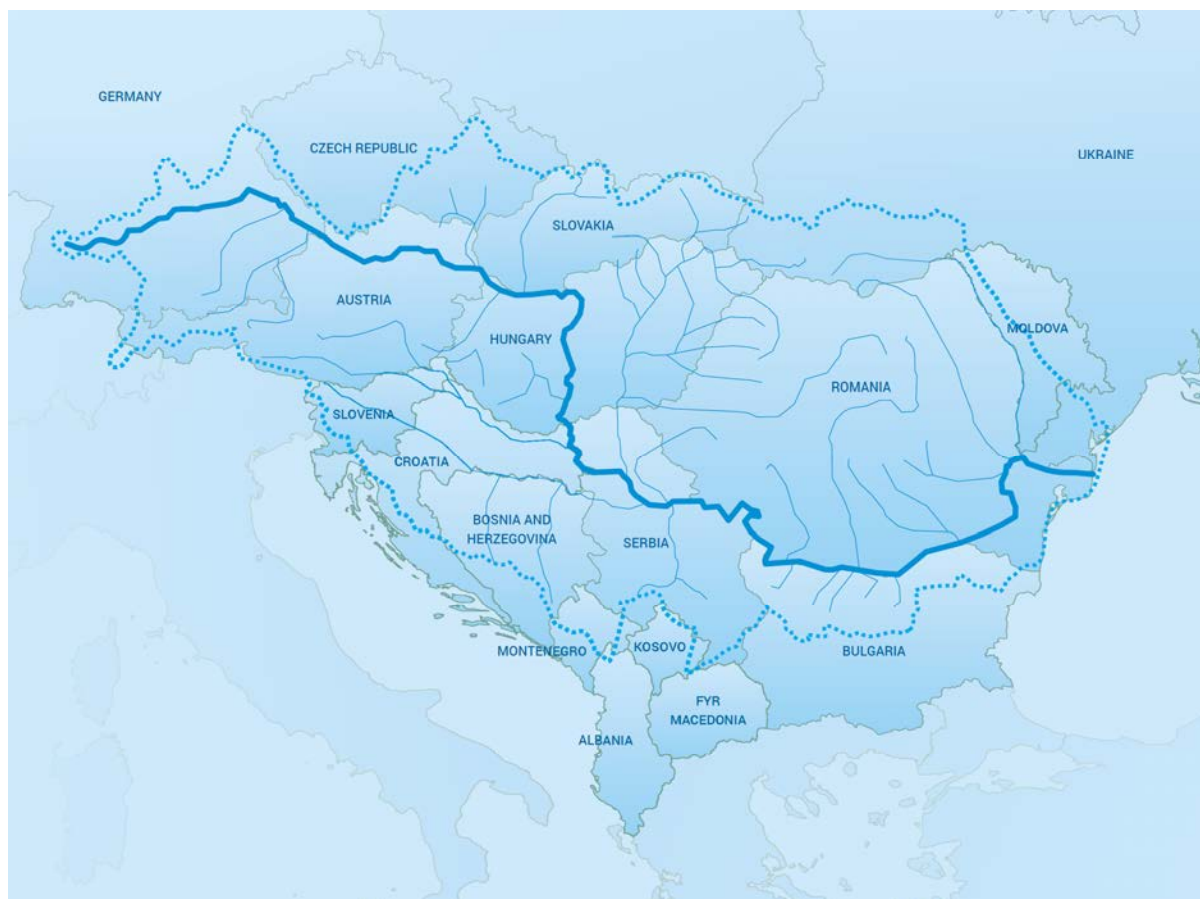 GERMANY
CZECH REPUBLIC
UKRAINE
SLOVAKIA
AUSTRIA
MOLDOVA
HUNGARY
ROMANIA
SLOVENIA
CROATIA
BOSNIA AND
HERZEGOVINA
SERBIA
MONTENEGRO
KOSOVO
BULGARIA
FYR
MACEDONIA
ALBANIA